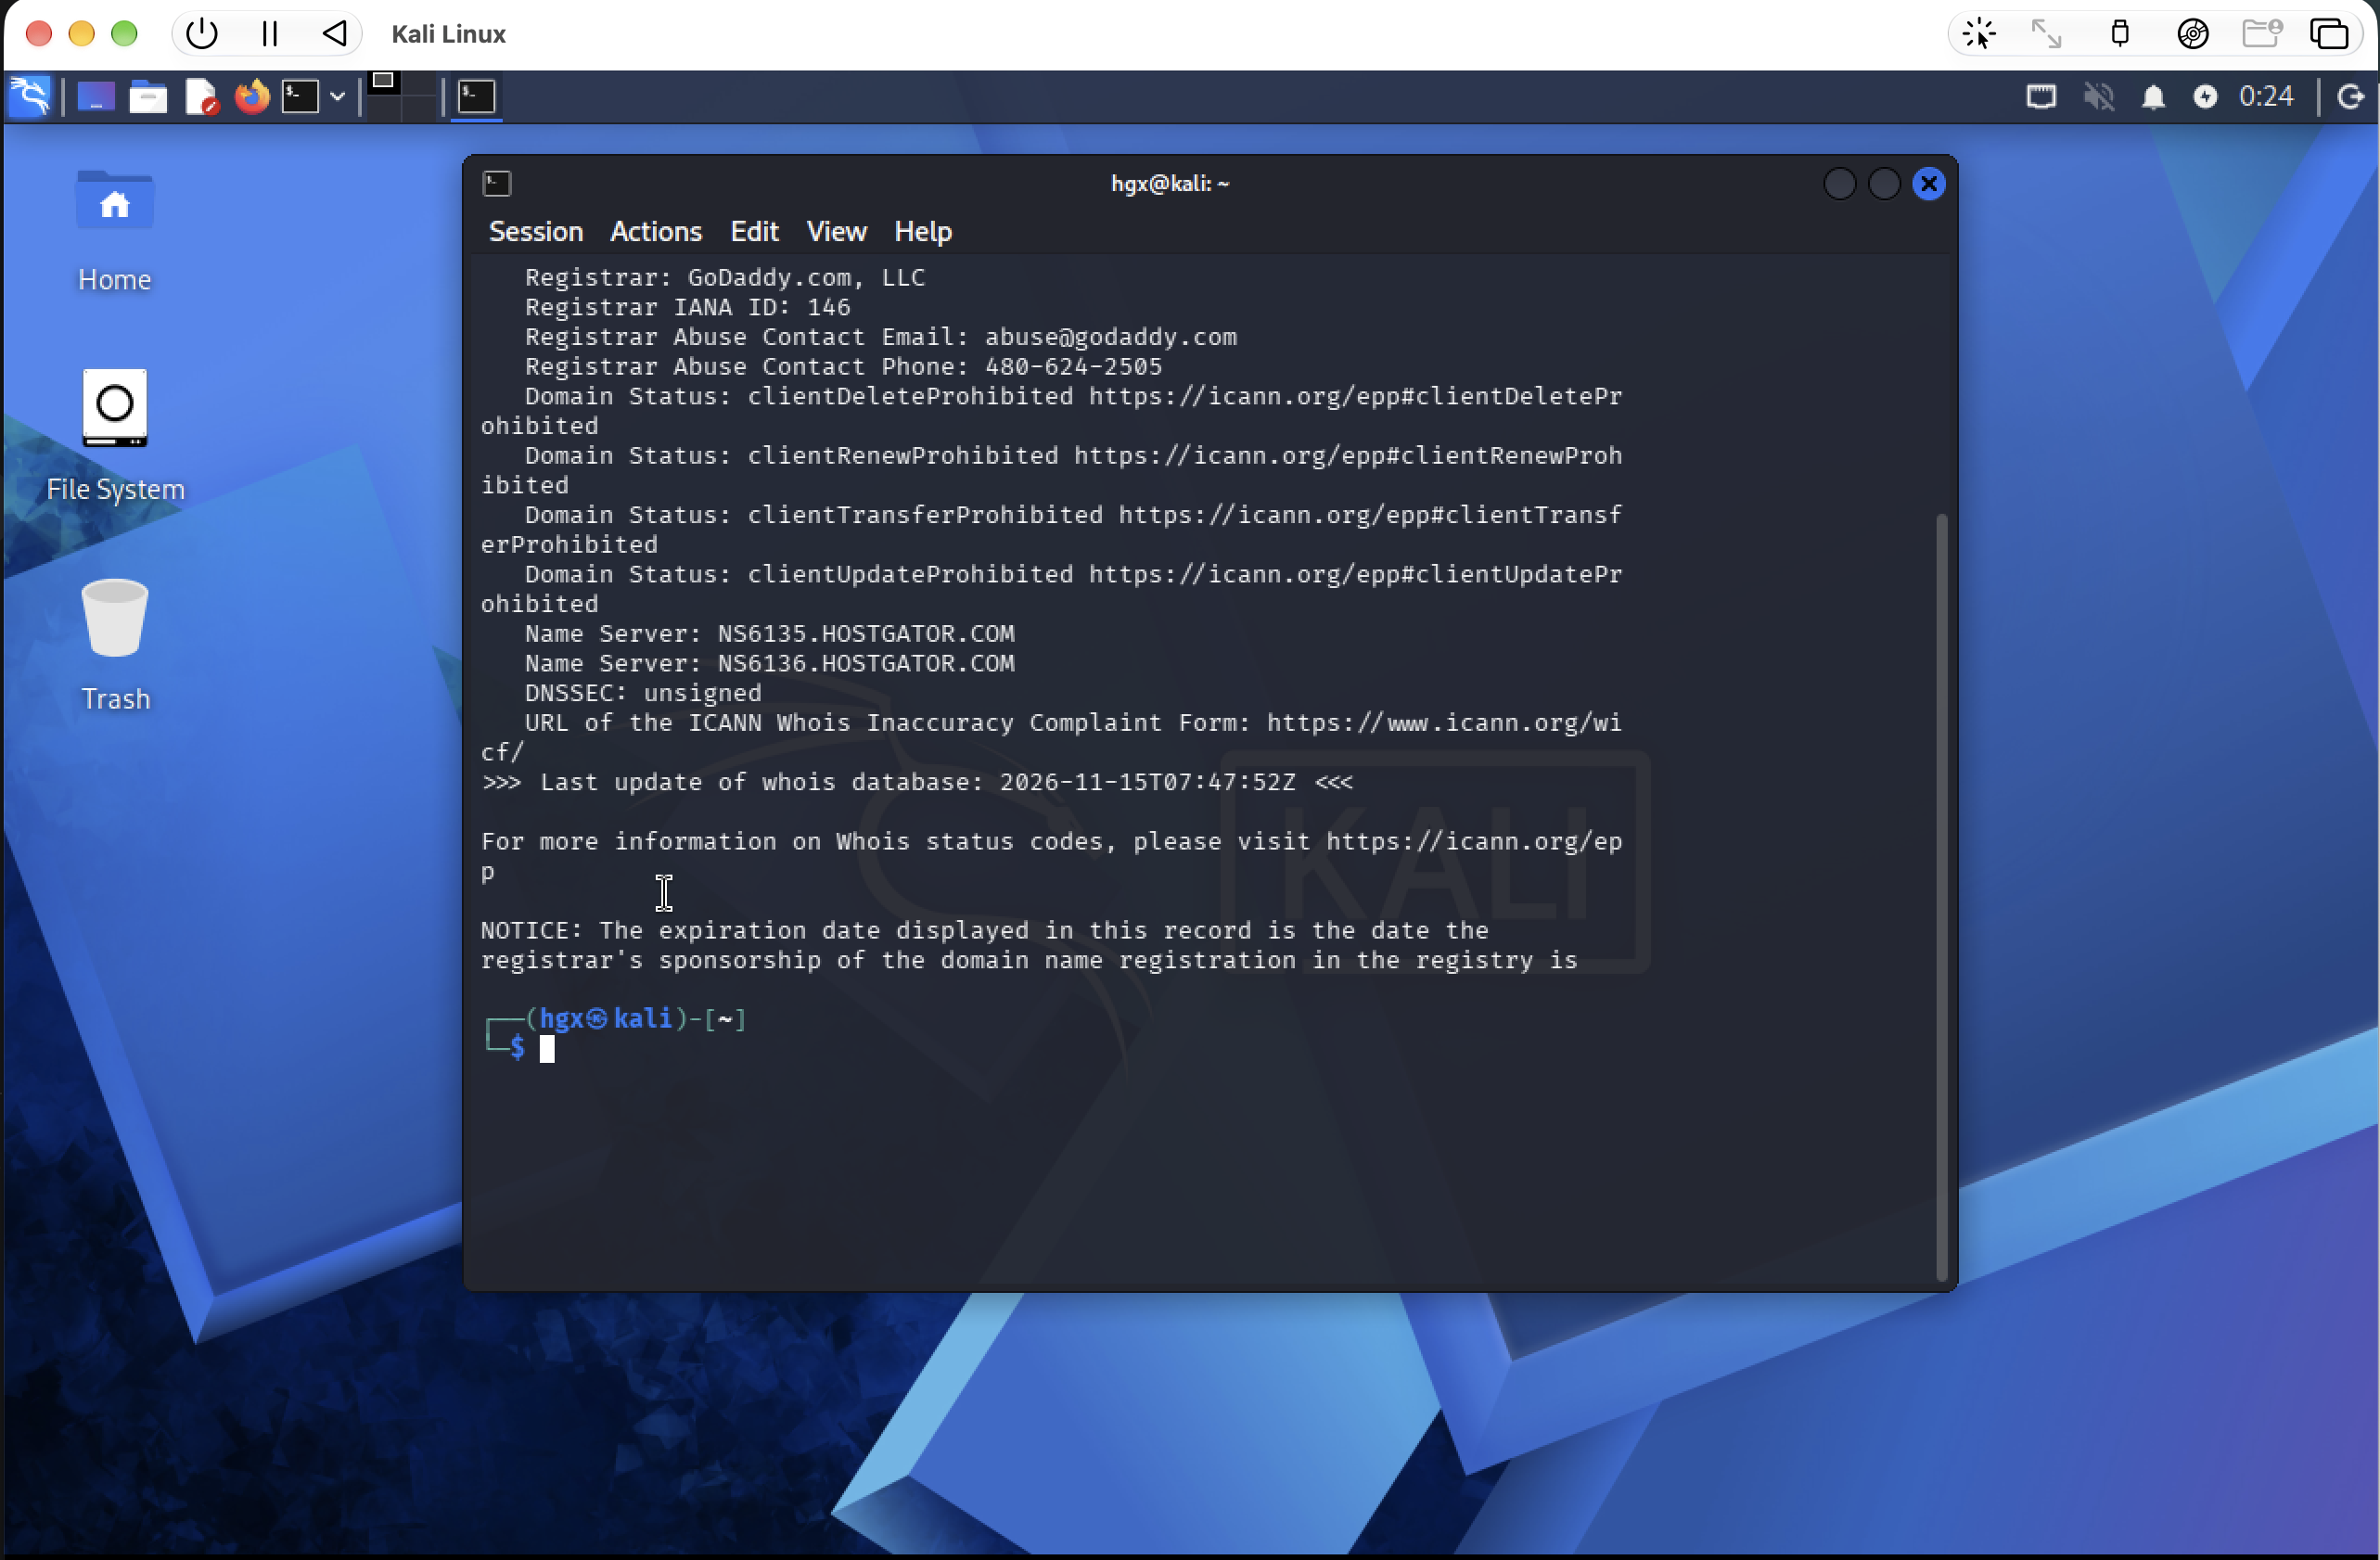 Kali Linux
0:24
Home
File System
Trash
hgx@kali: ~
Session Actions Edit View Help
Registrar: GoDaddy.com, LLC
Registrar IANA ID: 146
Registrar Abuse Contact Email: abuse@godaddy.com
Registrar Abuse Contact Phone: 480-624-2505
Domain Status: clientDeleteProhibited https://icann.org/epp#clientDeletePr
ohibited
Domain Status: clientRenewProhibited https://icann.org/epp#clientRenewProh
ibited
Domain Status: clientTransferProhibited https://icann.org/epp#clientTransf
erProhibited
Domain Status: clientUpdateProhibited https://icann.org/epp#clientUpdatePr
ohibited
Name Server: NS6135.HOSTGATOR.COM
Name Server: NS6136.HOSTGATOR.COM
DNSSEC: unsigned
URL of the ICANN Whois Inaccuracy Complaint Form: https://www.icann.org/wi
cf/
>>> Last update of whois database: 2026-11-15T07:47:52Z <<<
For more information on Whois status codes, please visit https://icann.org/ep
p
NOTICE: The expiration date displayed in this record is the date the
registrar's sponsorship of the domain name registration in the registry is
┌──(hgx㉿kali)-[~]
└─$
KALI